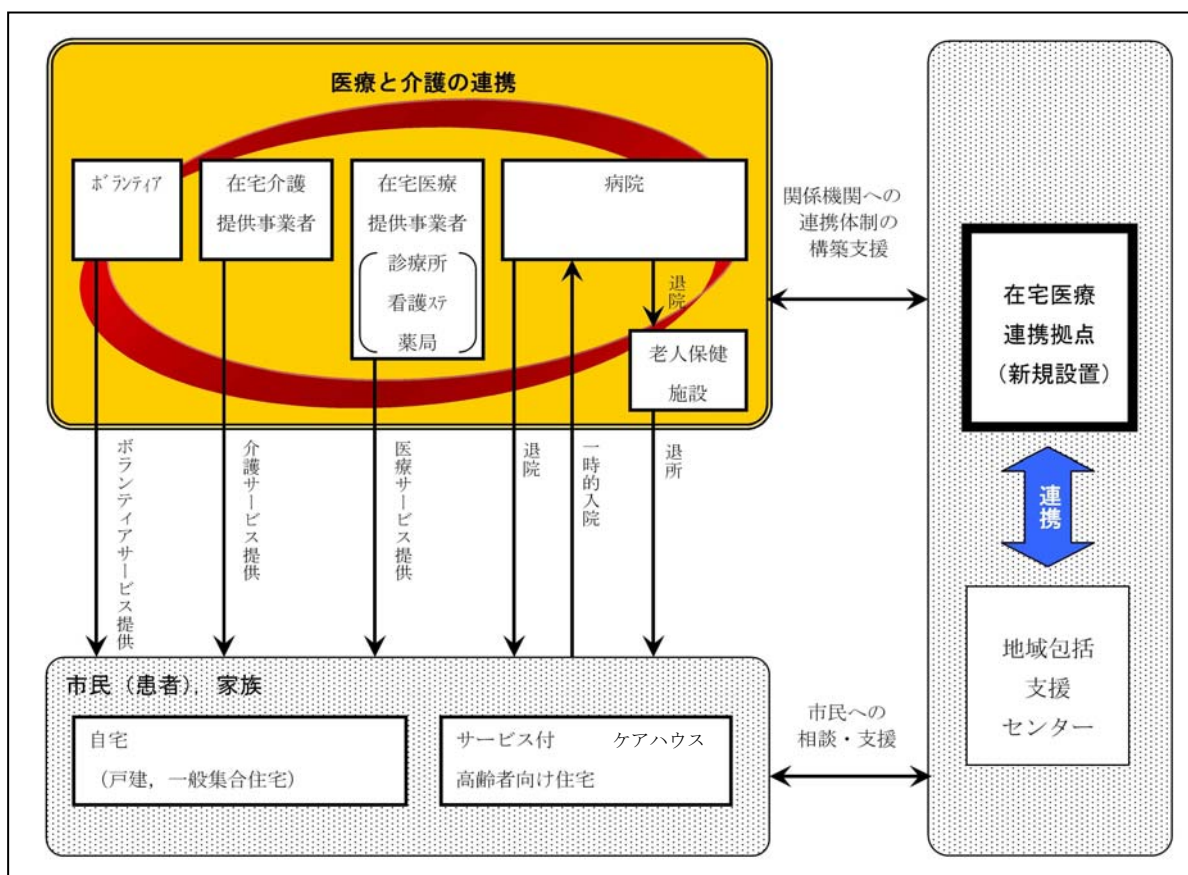 医療と介護の連携
ﾎﾞﾗﾝﾃｨｱ
在宅介護
提供事業者
在宅医療
提供事業者
診療所
看護ｽﾃ
薬局
病院
退院
老人保健
施設
関係機関への
連携体制の
構築支援
在宅医療
連携拠点
（新規設置）
連携
地域包括
支援
センター
ボランティアサービス提供
介護サービス提供
医療サービス提供
退院
一時的入院
退所
市民（患者），家族
自宅
（戸建，一般集合住宅）
サービス付　ケアハウス
高齢者向け住宅
市民への
相談・支援